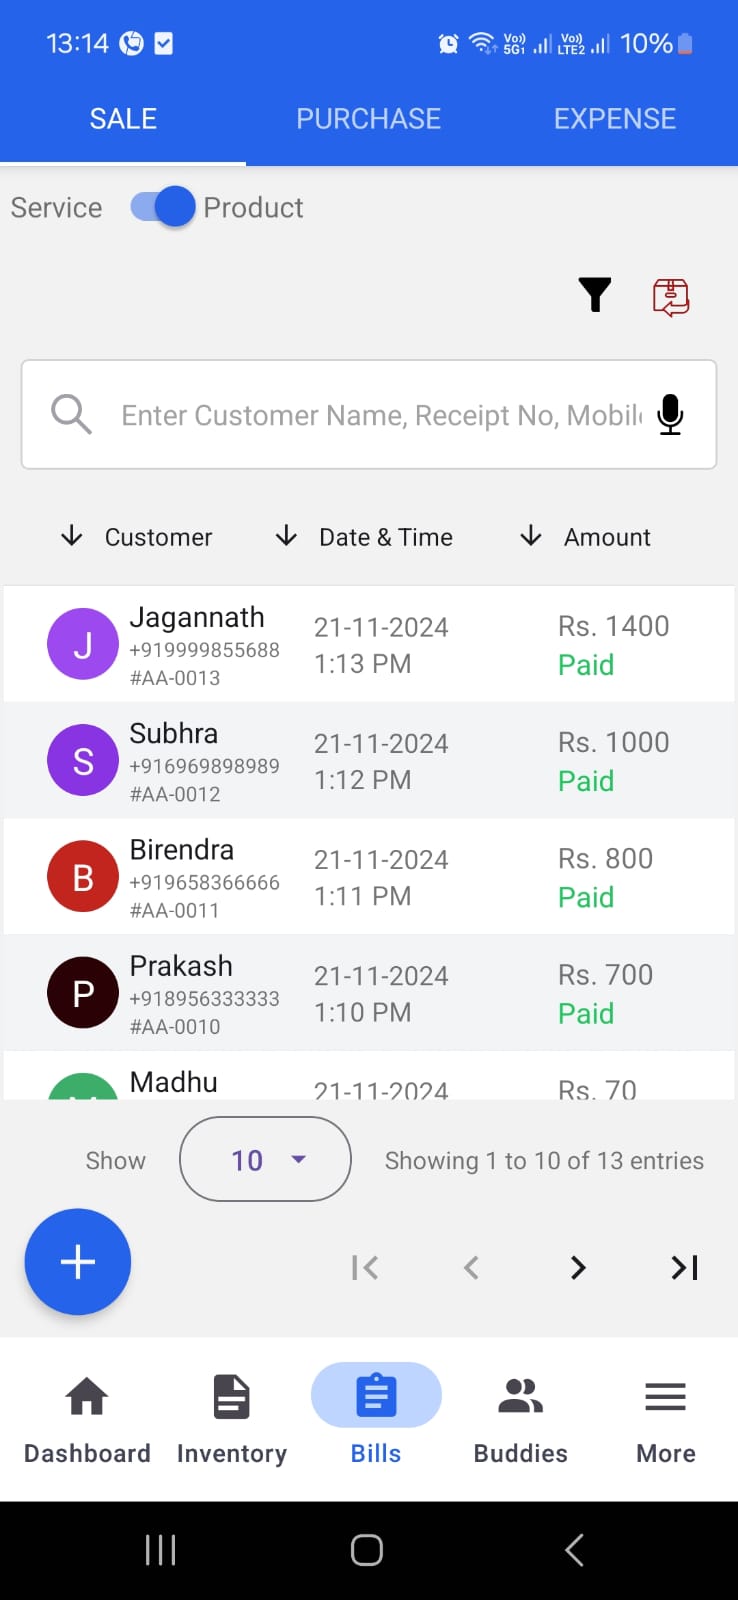 13:14 Vo)) 5G1 Vo)) LTE2 10%
SALE PURCHASE EXPENSE
Service Product
Enter Customer Name, Receipt No, Mobil
Customer Date & Time Amount
J Jagannath 21-11-2024 Rs. 1400
+919999855688 1:13 PM Paid
#AA-0013
S Subhra 21-11-2024 Rs. 1000
+916969898989 1:12 PM Paid
#AA-0012
B Birendra 21-11-2024 Rs. 800
+919658366666 1:11 PM Paid
#AA-0011
P Prakash 21-11-2024 Rs. 700
+918956333333 1:10 PM Paid
#AA-0010
Madhu 21-11-2024 Rs. 70
Show 10 Showing 1 to 10 of 13 entries
Dashboard Inventory Bills Buddies More